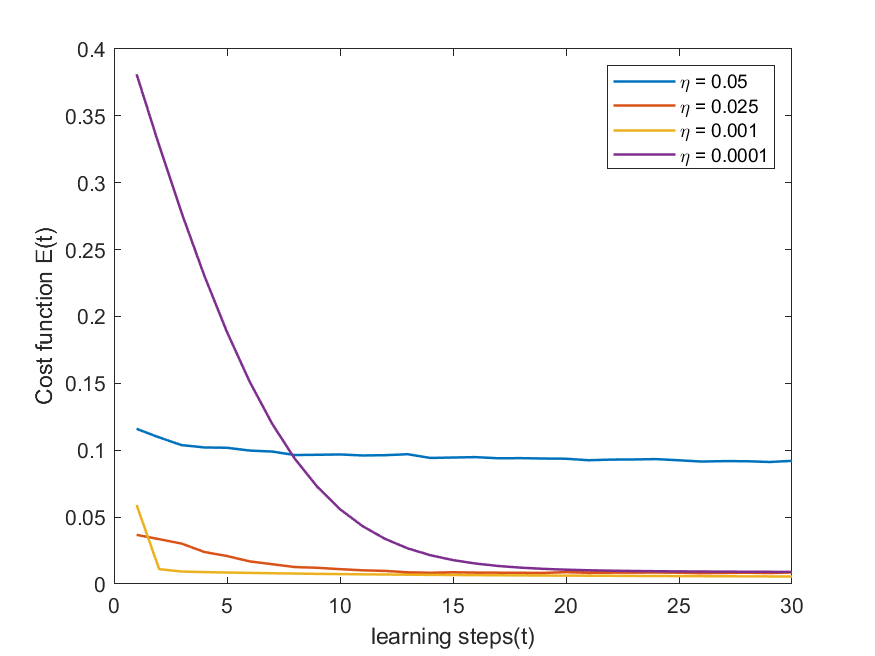 0.4
0.35
0.3
0.25
0.2
0.15
0.1
0.05
0
Cost function E(t)
η = 0.05
η = 0.025
η = 0.001
η = 0.0001
0 5 10 15 20 25 30
learning steps(t)